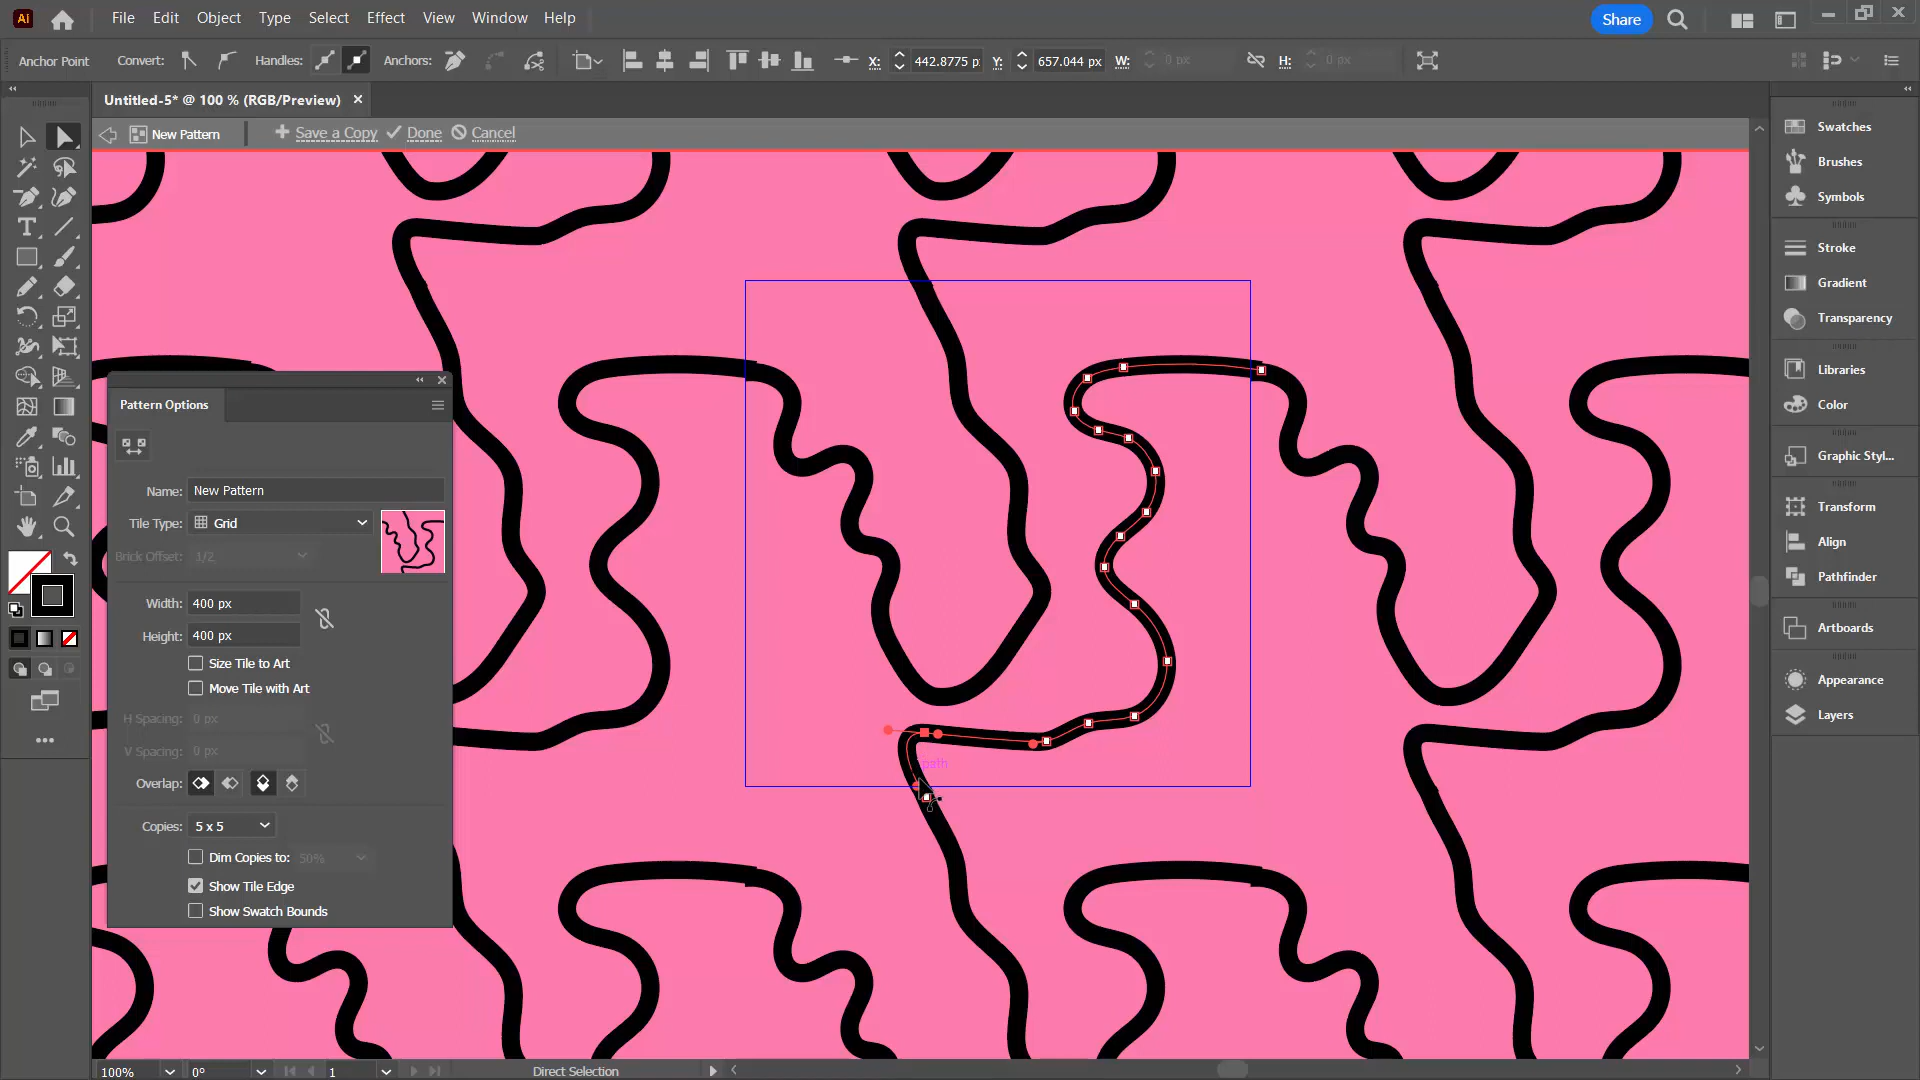 Ai File Edit Object Type Select Effect View Window Help Share
Anchor Point Convert: Handles: Anchors: X: 442.8775 p Y: 657.044 px W: 0 px H: 0 px
Untitled-5* @ 100 % (RGB/Preview) ×
New Pattern + Save a Copy Done Cancel
Swatches
Brushes
Symbols
Stroke
Gradient
Transparency
Libraries
Color
Graphic Styl...
Transform
Align
Pathfinder
Artboards
Appearance
Layers
Pattern Options
Name: New Pattern
Tile Type: Grid
Brick Offset: 1/2
Width: 400 px
Height: 400 px
Size Tile to Art
Move Tile with Art
H Spacing: 0 px
V Spacing: 0 px
Overlap:
Copies: 5 x 5
Dim Copies to: 50%
Show Tile Edge
Show Swatch Bounds
path
100% 0° 1 Direct Selection